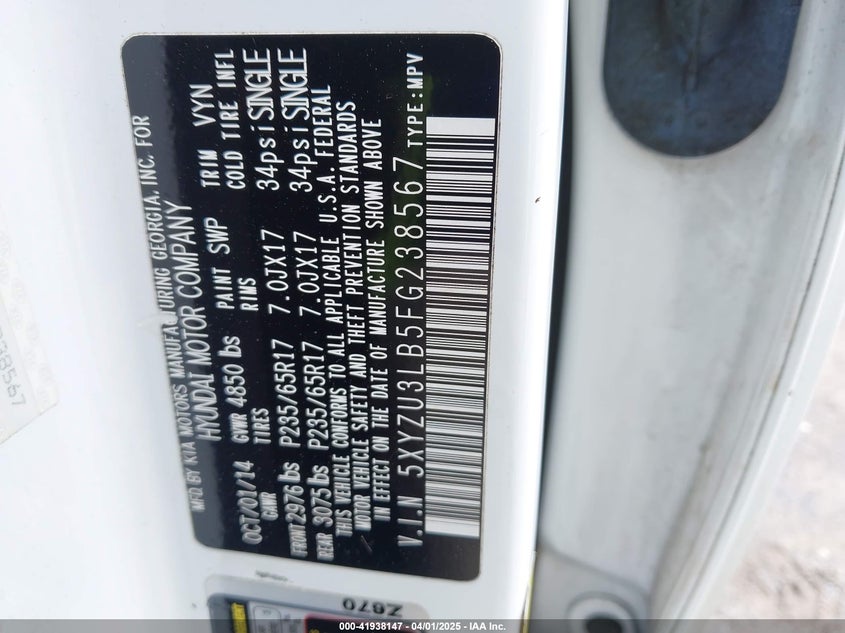 MFD BY KIA MOTORS MANUFACTURING GEORGIA, INC. FOR
HYUNDAI MOTOR COMPANY
OCT/01/14 GVWR 4850 lbs PAINT SWP TRIM VYN
GAWR TIRES RIMS COLD TIRE INFL
FRONT 2976 lbs P235/65R17 7.0JX17 34psi SINGLE
REAR 3075 lbs P235/65R17 7.0JX17 34psi SINGLE
THIS VEHICLE CONFORMS TO ALL APPLICABLE U.S.A. FEDERAL
MOTOR VEHICLE SAFETY AND THEFT PREVENTION STANDARDS
IN EFFECT ON THE DATE OF MANUFACTURE SHOWN ABOVE
V.I.N 5XYZU3LB5FG238567 TYPE:MPV
Z670
38567
000-41938147 - 04/01/2025 - IAA Inc.